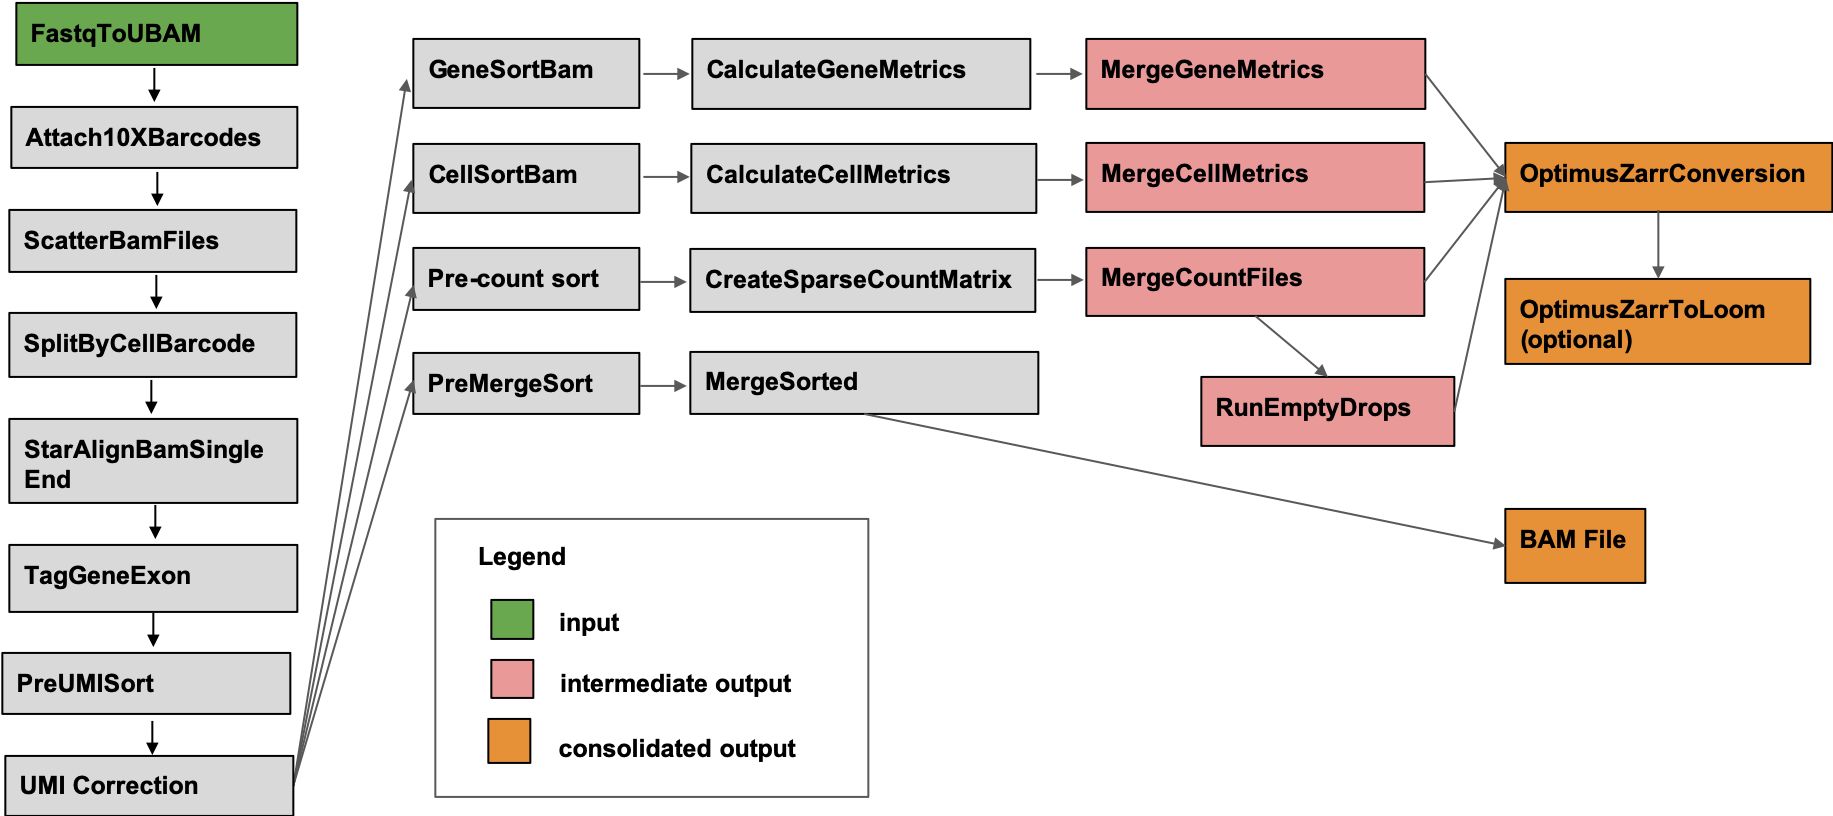 FastqToUBAM
Attach10XBarcodes
ScatterBamFiles
SplitByCellBarcode
StarAlignBamSingle
End
TagGeneExon
PreUMISort
UMI Correction
GeneSortBam
CalculateGeneMetrics
MergeGeneMetrics
CellSortBam
CalculateCellMetrics
MergeCellMetrics
OptimusZarrConversion
Pre-count sort
CreateSparseCountMatrix
MergeCountFiles
OptimusZarrToLoom
(optional)
PreMergeSort
MergeSorted
RunEmptyDrops
BAM File
Legend
input
intermediate output
consolidated output